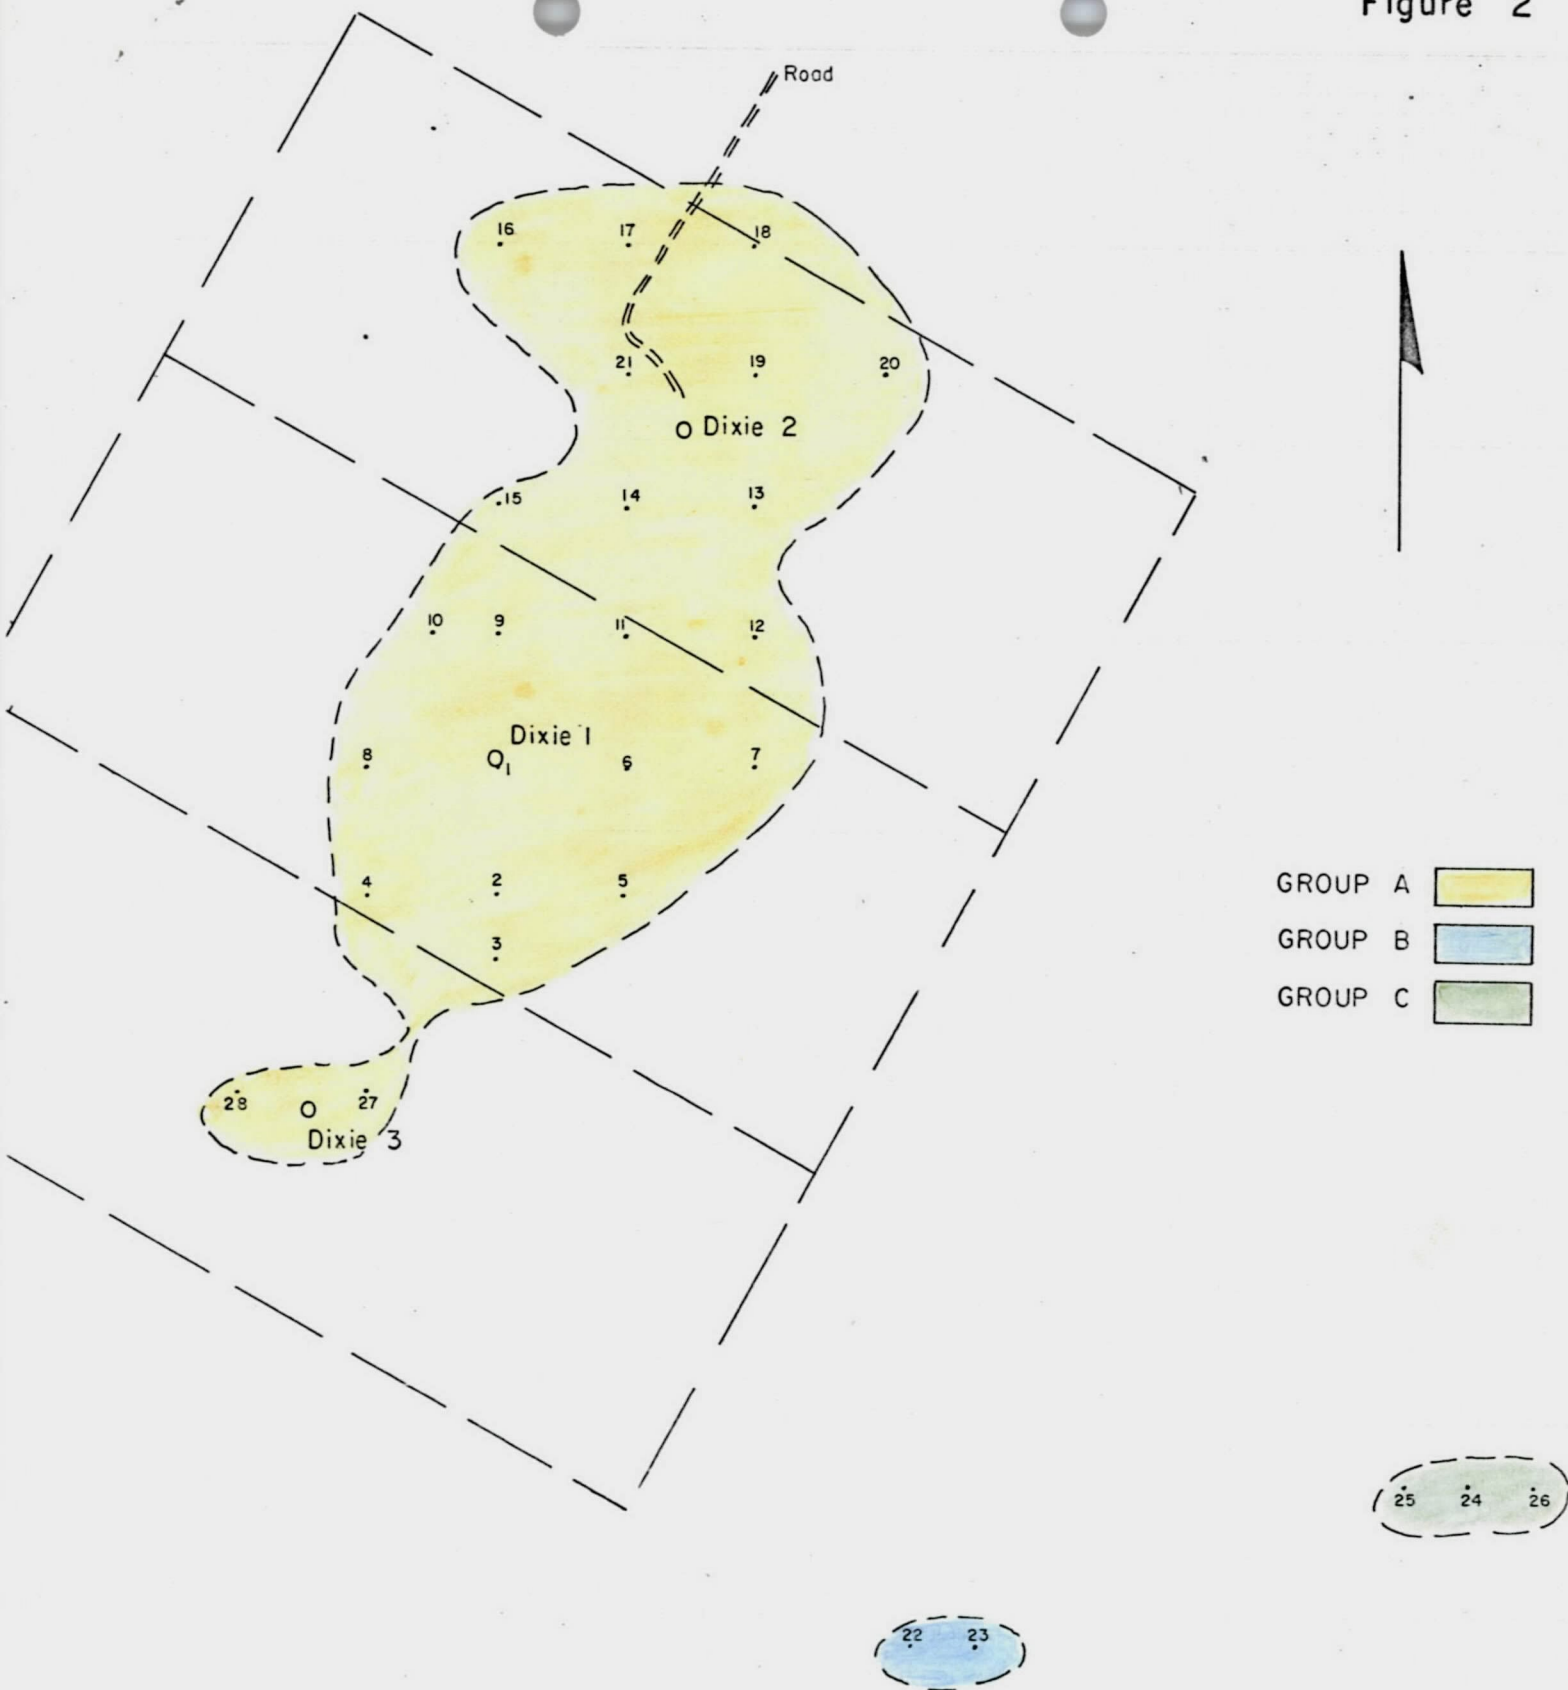 Figure 2
Road
16 17 18
21 19 20
Dixie 2
15 14 13
10 9 11 12
Dixie 1
8 1 6 7
4 2 5
3
GROUP A
GROUP B
GROUP C
28 27
Dixie 3
25 24 26
22 23